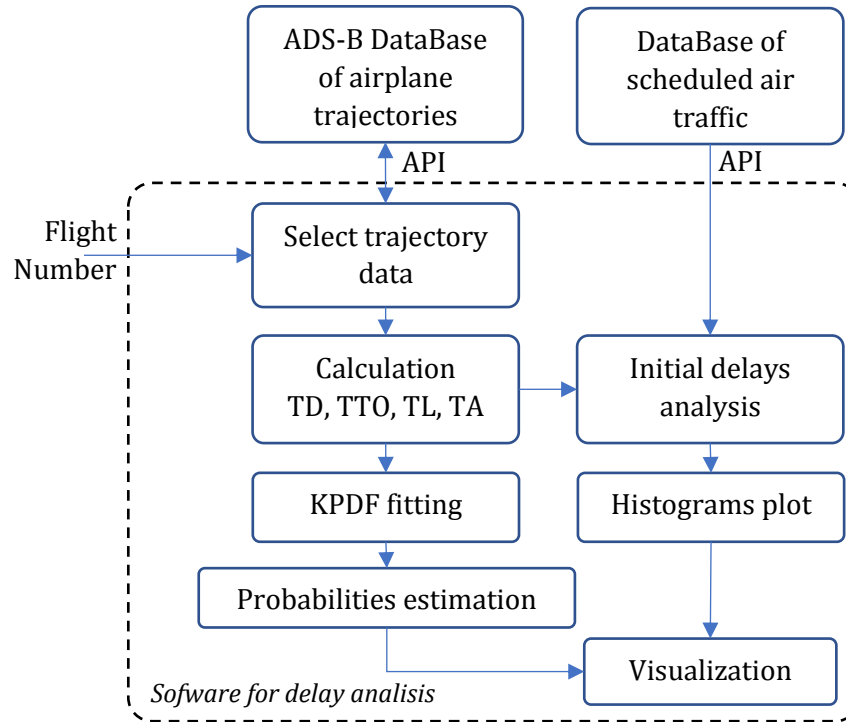 ADS-B DataBase
of airplane
trajectories
DataBase of
scheduled air
traffic
API
API
Flight
Number
Select trajectory
data
Calculation
TD, TTO, TL, TA
Initial delays
analysis
KPDF fitting
Histograms plot
Probabilities estimation
Visualization
Sofware for delay analisis